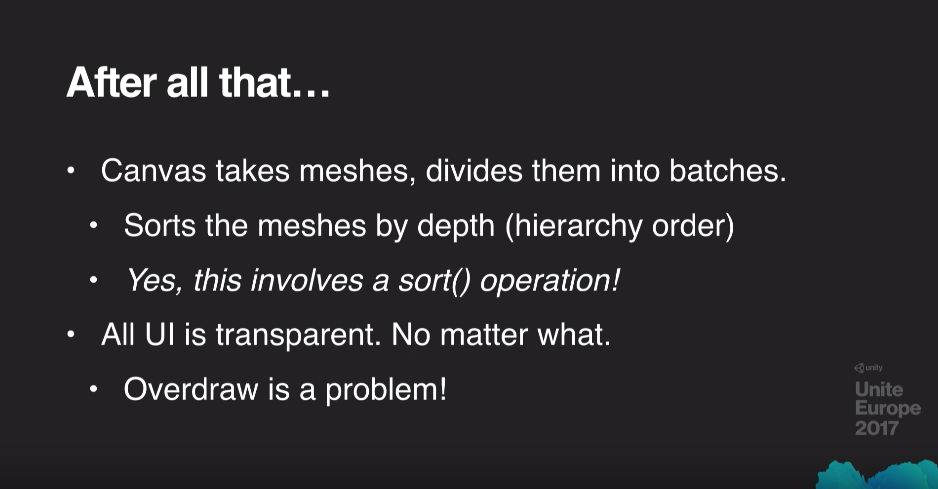 After all that…
• Canvas takes meshes, divides them into batches.
• Sorts the meshes by depth (hierarchy order)
• Yes, this involves a sort() operation!
• All UI is transparent. No matter what.
• Overdraw is a problem!
unity
Unite
Europe
2017